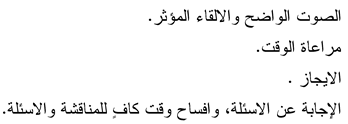 الصوت الواضح والالقاء المؤثر.
مراعاة الوقت.
الايجاز .
الإجابة عن الاسئلة، وافساح وقت كافٍ للمناقشة والاسئلة.